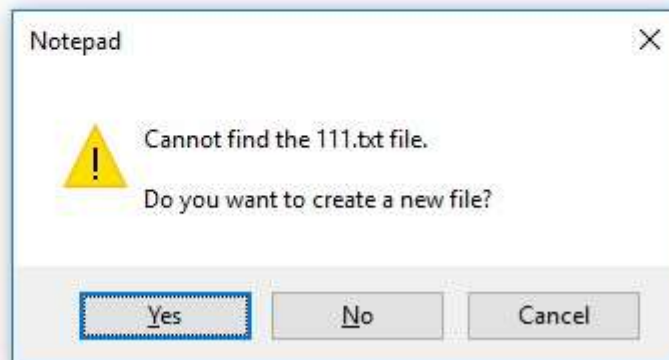 Notepad
Cannot find the 111.txt file.
Do you want to create a new file?
Yes
No
Cancel